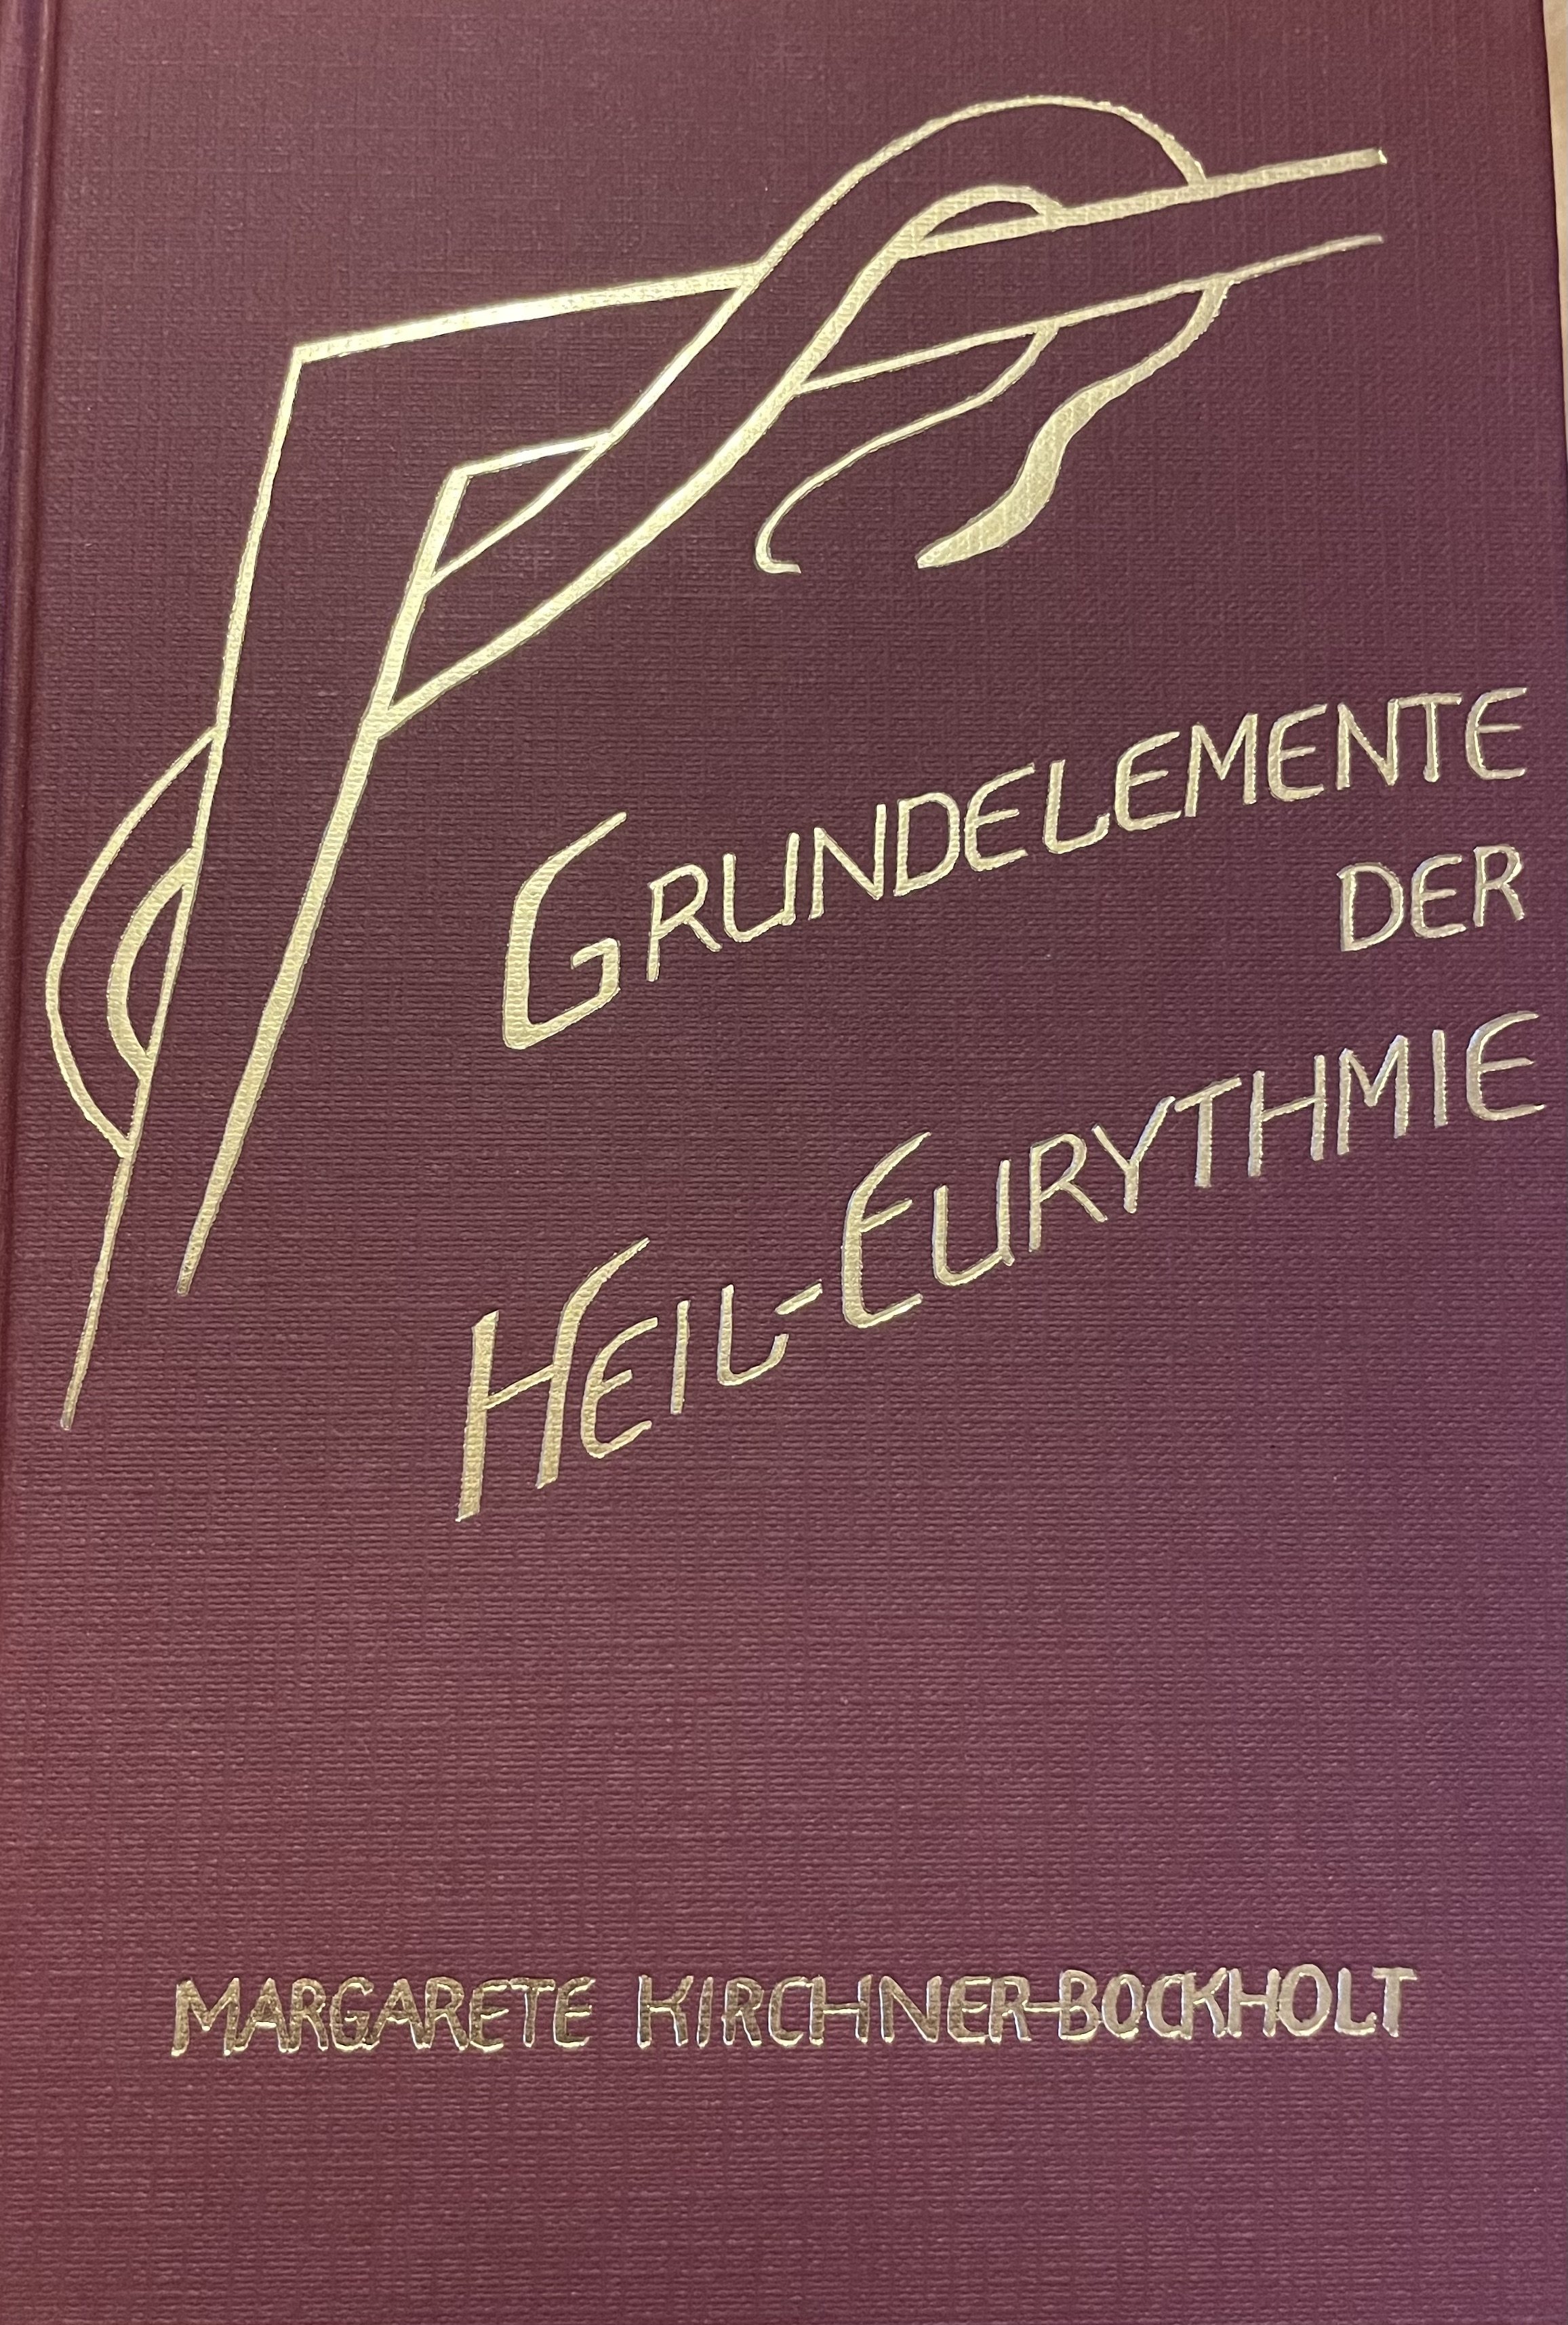 GRUNDELEMENTE
DER
HEIL-EURYTHMIE
MARGARETE KIRCHNER-BOCKHOLT